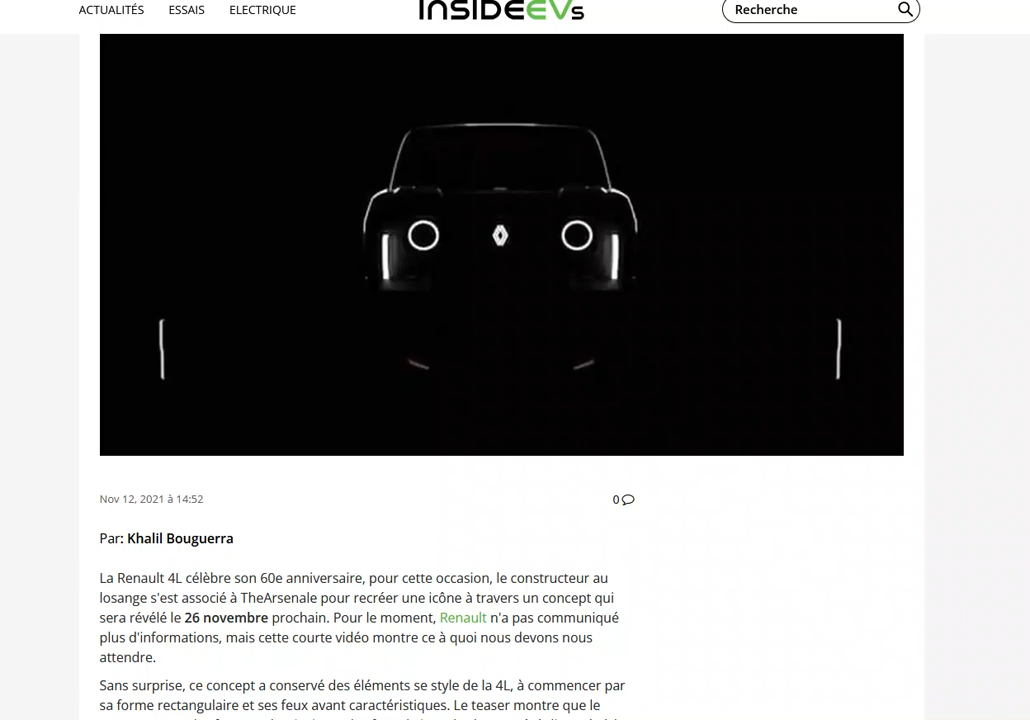 ACTUALITÉS ESSAIS ELECTRIQUE INSIDEEVs Recherche
Nov 12, 2021 à 14:52 0
Par: Khalil Bouguerra
La Renault 4L célèbre son 60e anniversaire, pour cette occasion, le constructeur au
losange s'est associé à TheArsenale pour recréer une icône à travers un concept qui
sera révélé le 26 novembre prochain. Pour le moment, Renault n'a pas communiqué
plus d'informations, mais cette courte vidéo montre ce à quoi nous devons nous
attendre.
Sans surprise, ce concept a conservé des éléments se style de la 4L, à commencer par
sa forme rectangulaire et ses feux avant caractéristiques. Le teaser montre que le